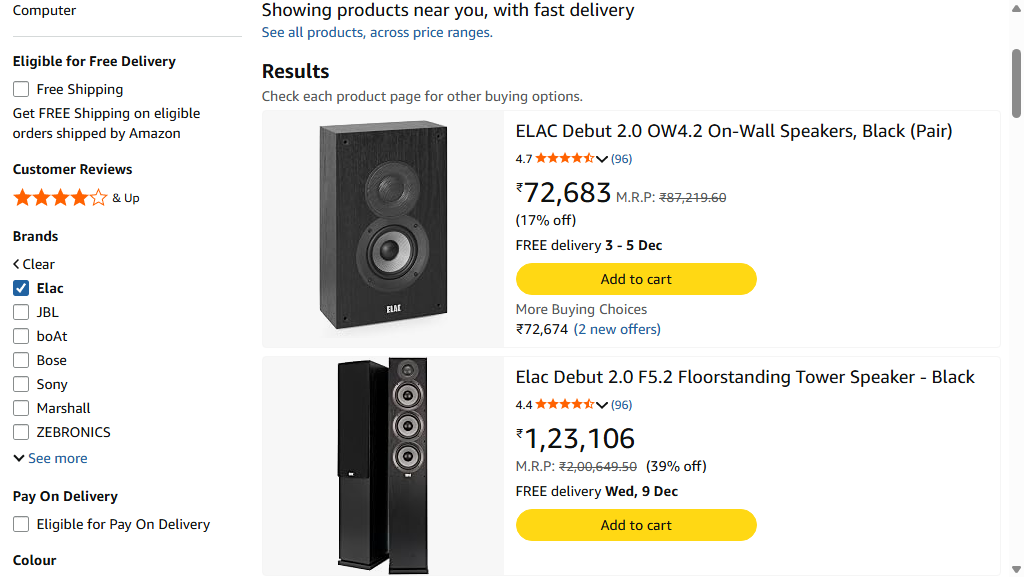 Computer
Eligible for Free Delivery
Free Shipping
Get FREE Shipping on eligible
orders shipped by Amazon
Customer Reviews
& Up
Brands
Clear
Elac
JBL
boAt
Bose
Sony
Marshall
ZEBRONICS
See more
Pay On Delivery
Eligible for Pay On Delivery
Colour
Showing products near you, with fast delivery
See all products, across price ranges.
Results
Check each product page for other buying options.
ELAC
ELAC Debut 2.0 OW4.2 On-Wall Speakers, Black (Pair)
4.7 (96)
₹72,683 M.R.P: ₹87,219.60
(17% off)
FREE delivery 3 - 5 Dec
Add to cart
More Buying Choices
₹72,674 (2 new offers)
Elac Debut 2.0 F5.2 Floorstanding Tower Speaker - Black
4.4 (96)
₹1,23,106
M.R.P: ₹2,00,649.50 (39% off)
FREE delivery Wed, 9 Dec
Add to cart